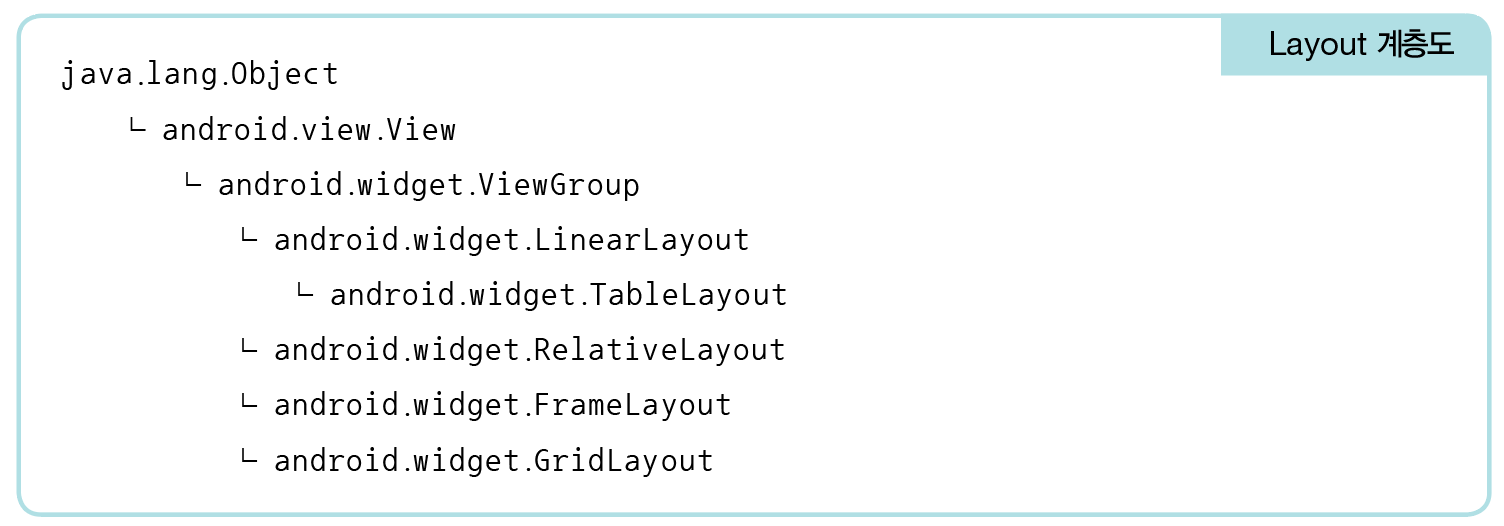 Layout 계층도
java.lang.Object
└ android.view.View
└ android.widget.ViewGroup
└ android.widget.LinearLayout
└ android.widget.TableLayout
└ android.widget.RelativeLayout
└ android.widget.FrameLayout
└ android.widget.GridLayout